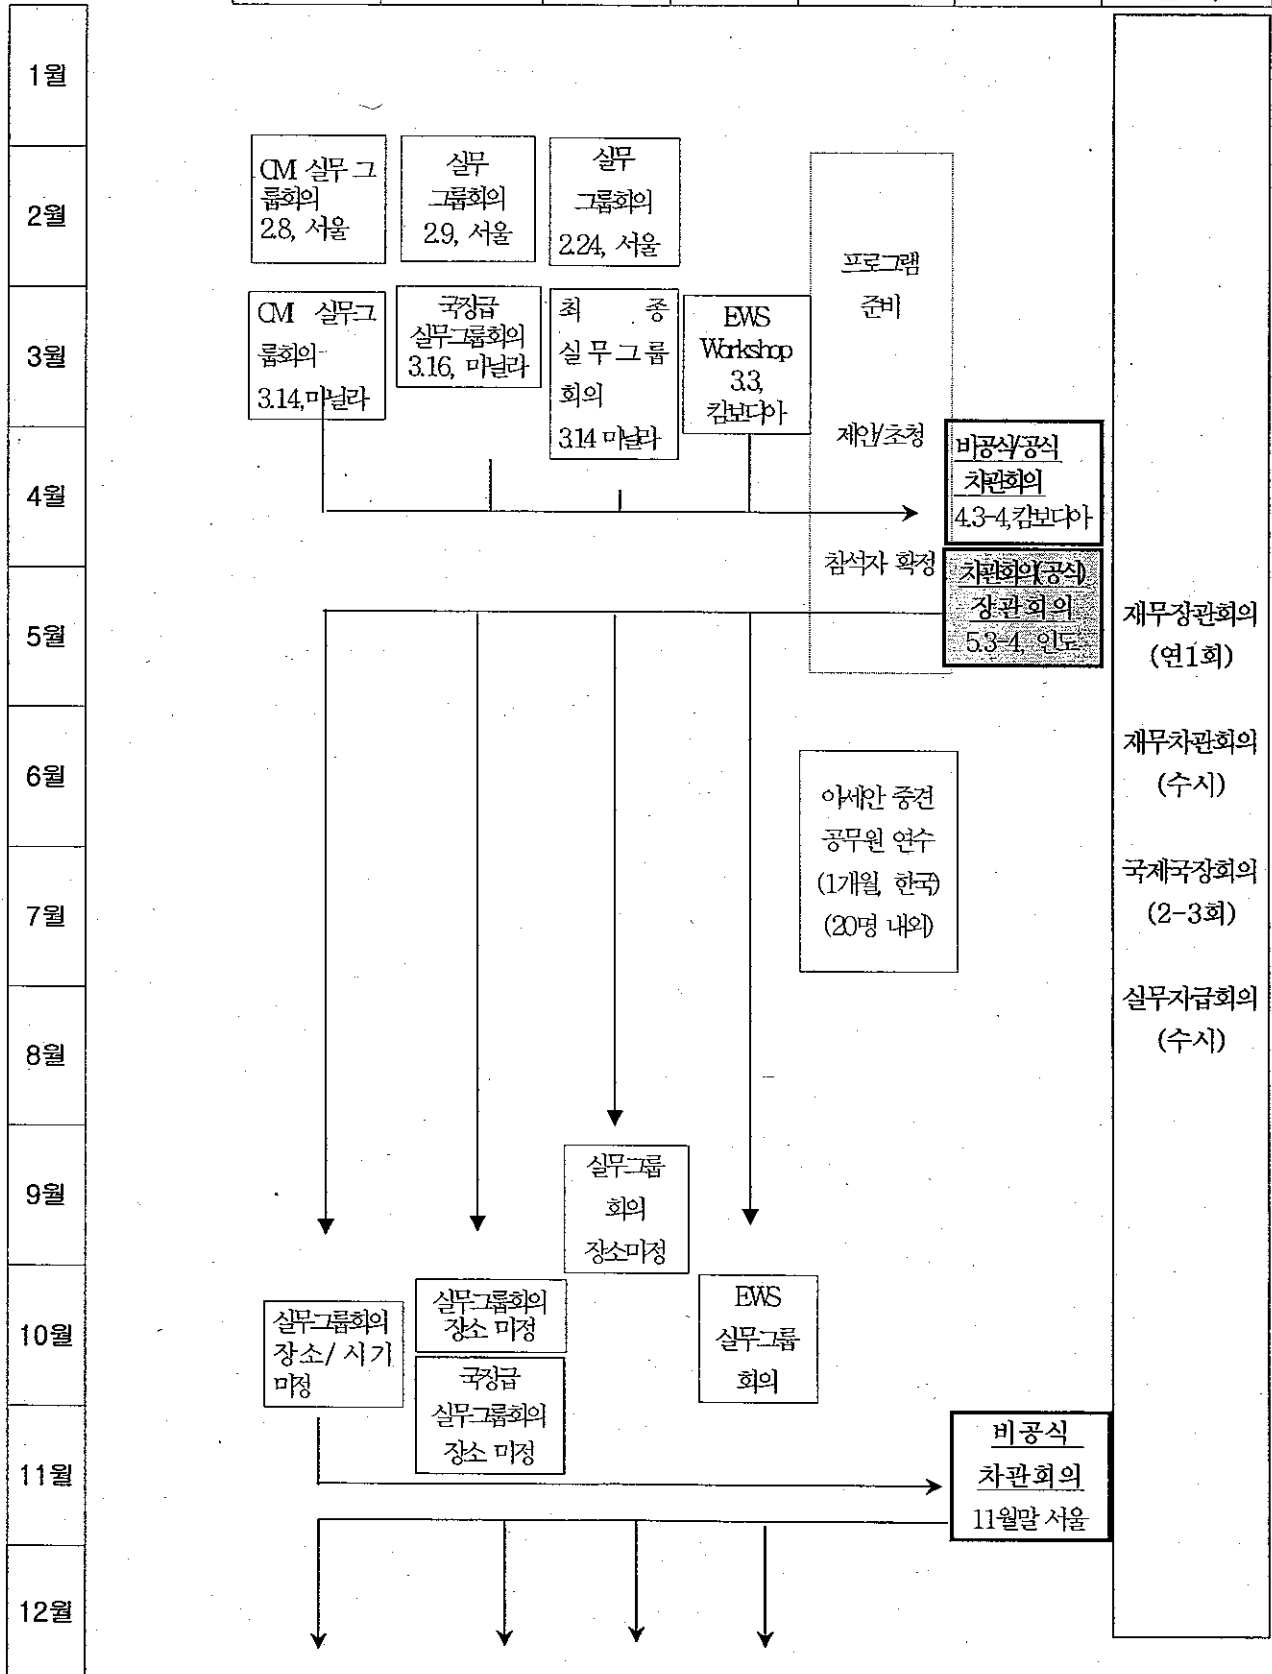 1월
2월
CMI 실무 그
룹회의
2.8, 서울
실무
그룹회의
2.9, 서울
실무
그룹회의
2.24, 서울
프로그램
준비
제안/초청
참석자 확정
3월
CMI 실무그
룹회의
3.14,마닐라
국장급
실무그룹회의
3.16, 마닐라
최 종
실무그룹
회의
3.14 마닐라
EWS
Workshop
3.3,
캄보디아
4월
비공식/공식
차관회의
4.3-4,캄보디아
5월
차관회의(공식)
장관회의
5.3-4, 인도
6월
아세안 중견
공무원 연수
(1개월, 한국)
(20명 내외)
7월
8월
9월
실무그룹
회의
장소미정
10월
실무그룹회의
장소/시기
미정
실무그룹회의
장소 미정
국장급
실무그룹회의
장소 미정
EWS
실무그룹
회의
11월
비공식
차관회의
11월말 서울
12월
재무장관회의
(연1회)
재무차관회의
(수시)
국제국장회의
(2-3회)
실무자급회의
(수시)